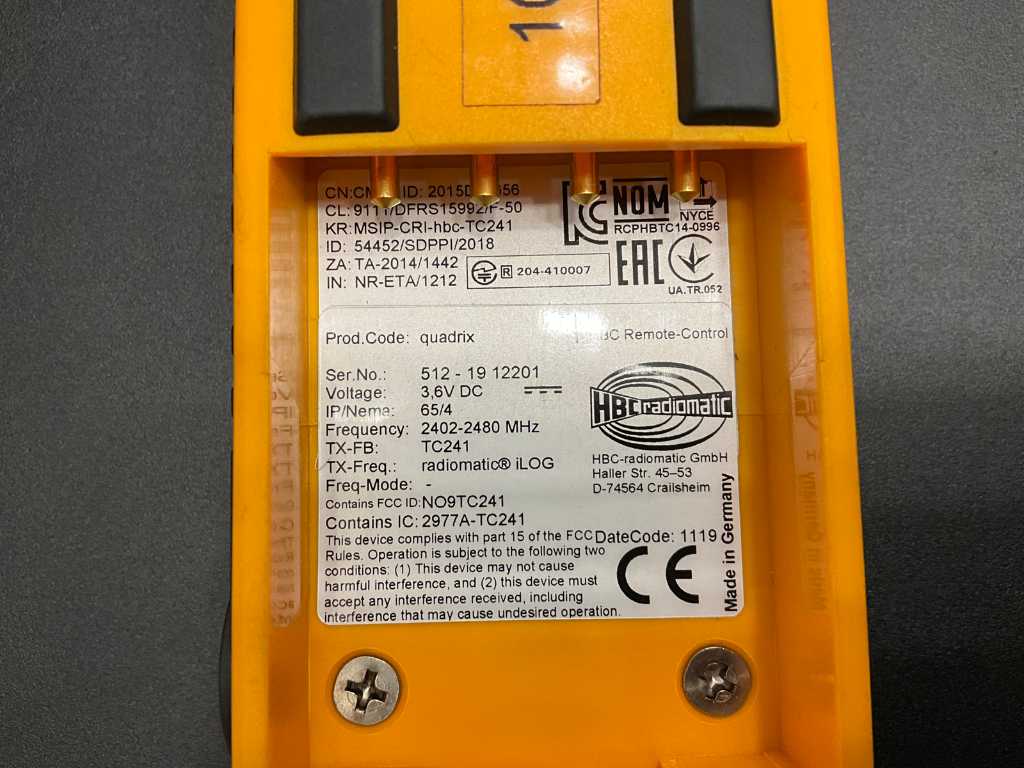 CN:CM ID: 2015D 56
CL: 9111/DFRS15992/F-50
KR: MSIP-CRI-hbc-TC241
ID: 54452/SDPPI/2018
ZA: TA-2014/1442
IN: NR-ETA/1212
R 204-410007
NOM
NYCE
RCPHBTC14-0996
EAC
UA.TR.052
Prod.Code: quadrix
BC Remote-Control
Ser.No.: 512 - 19 12201
Voltage: 3,6V DC
IP/Nema: 65/4
Frequency: 2402-2480 MHz
TX-FB: TC241
TX-Freq.: radiomatic® iLOG
Freq-Mode: -
HBC radiomatic
HBC-radiomatic GmbH
Haller Str. 45–53
D-74564 Crailsheim
Contains FCC ID: NO9TC241
Contains IC: 2977A-TC241
This device complies with part 15 of the FCC
Rules. Operation is subject to the following two
conditions: (1) This device may not cause
harmful interference, and (2) this device must
accept any interference received, including
interference that may cause undesired operation.
DateCode: 1119
CE
Made in Germany